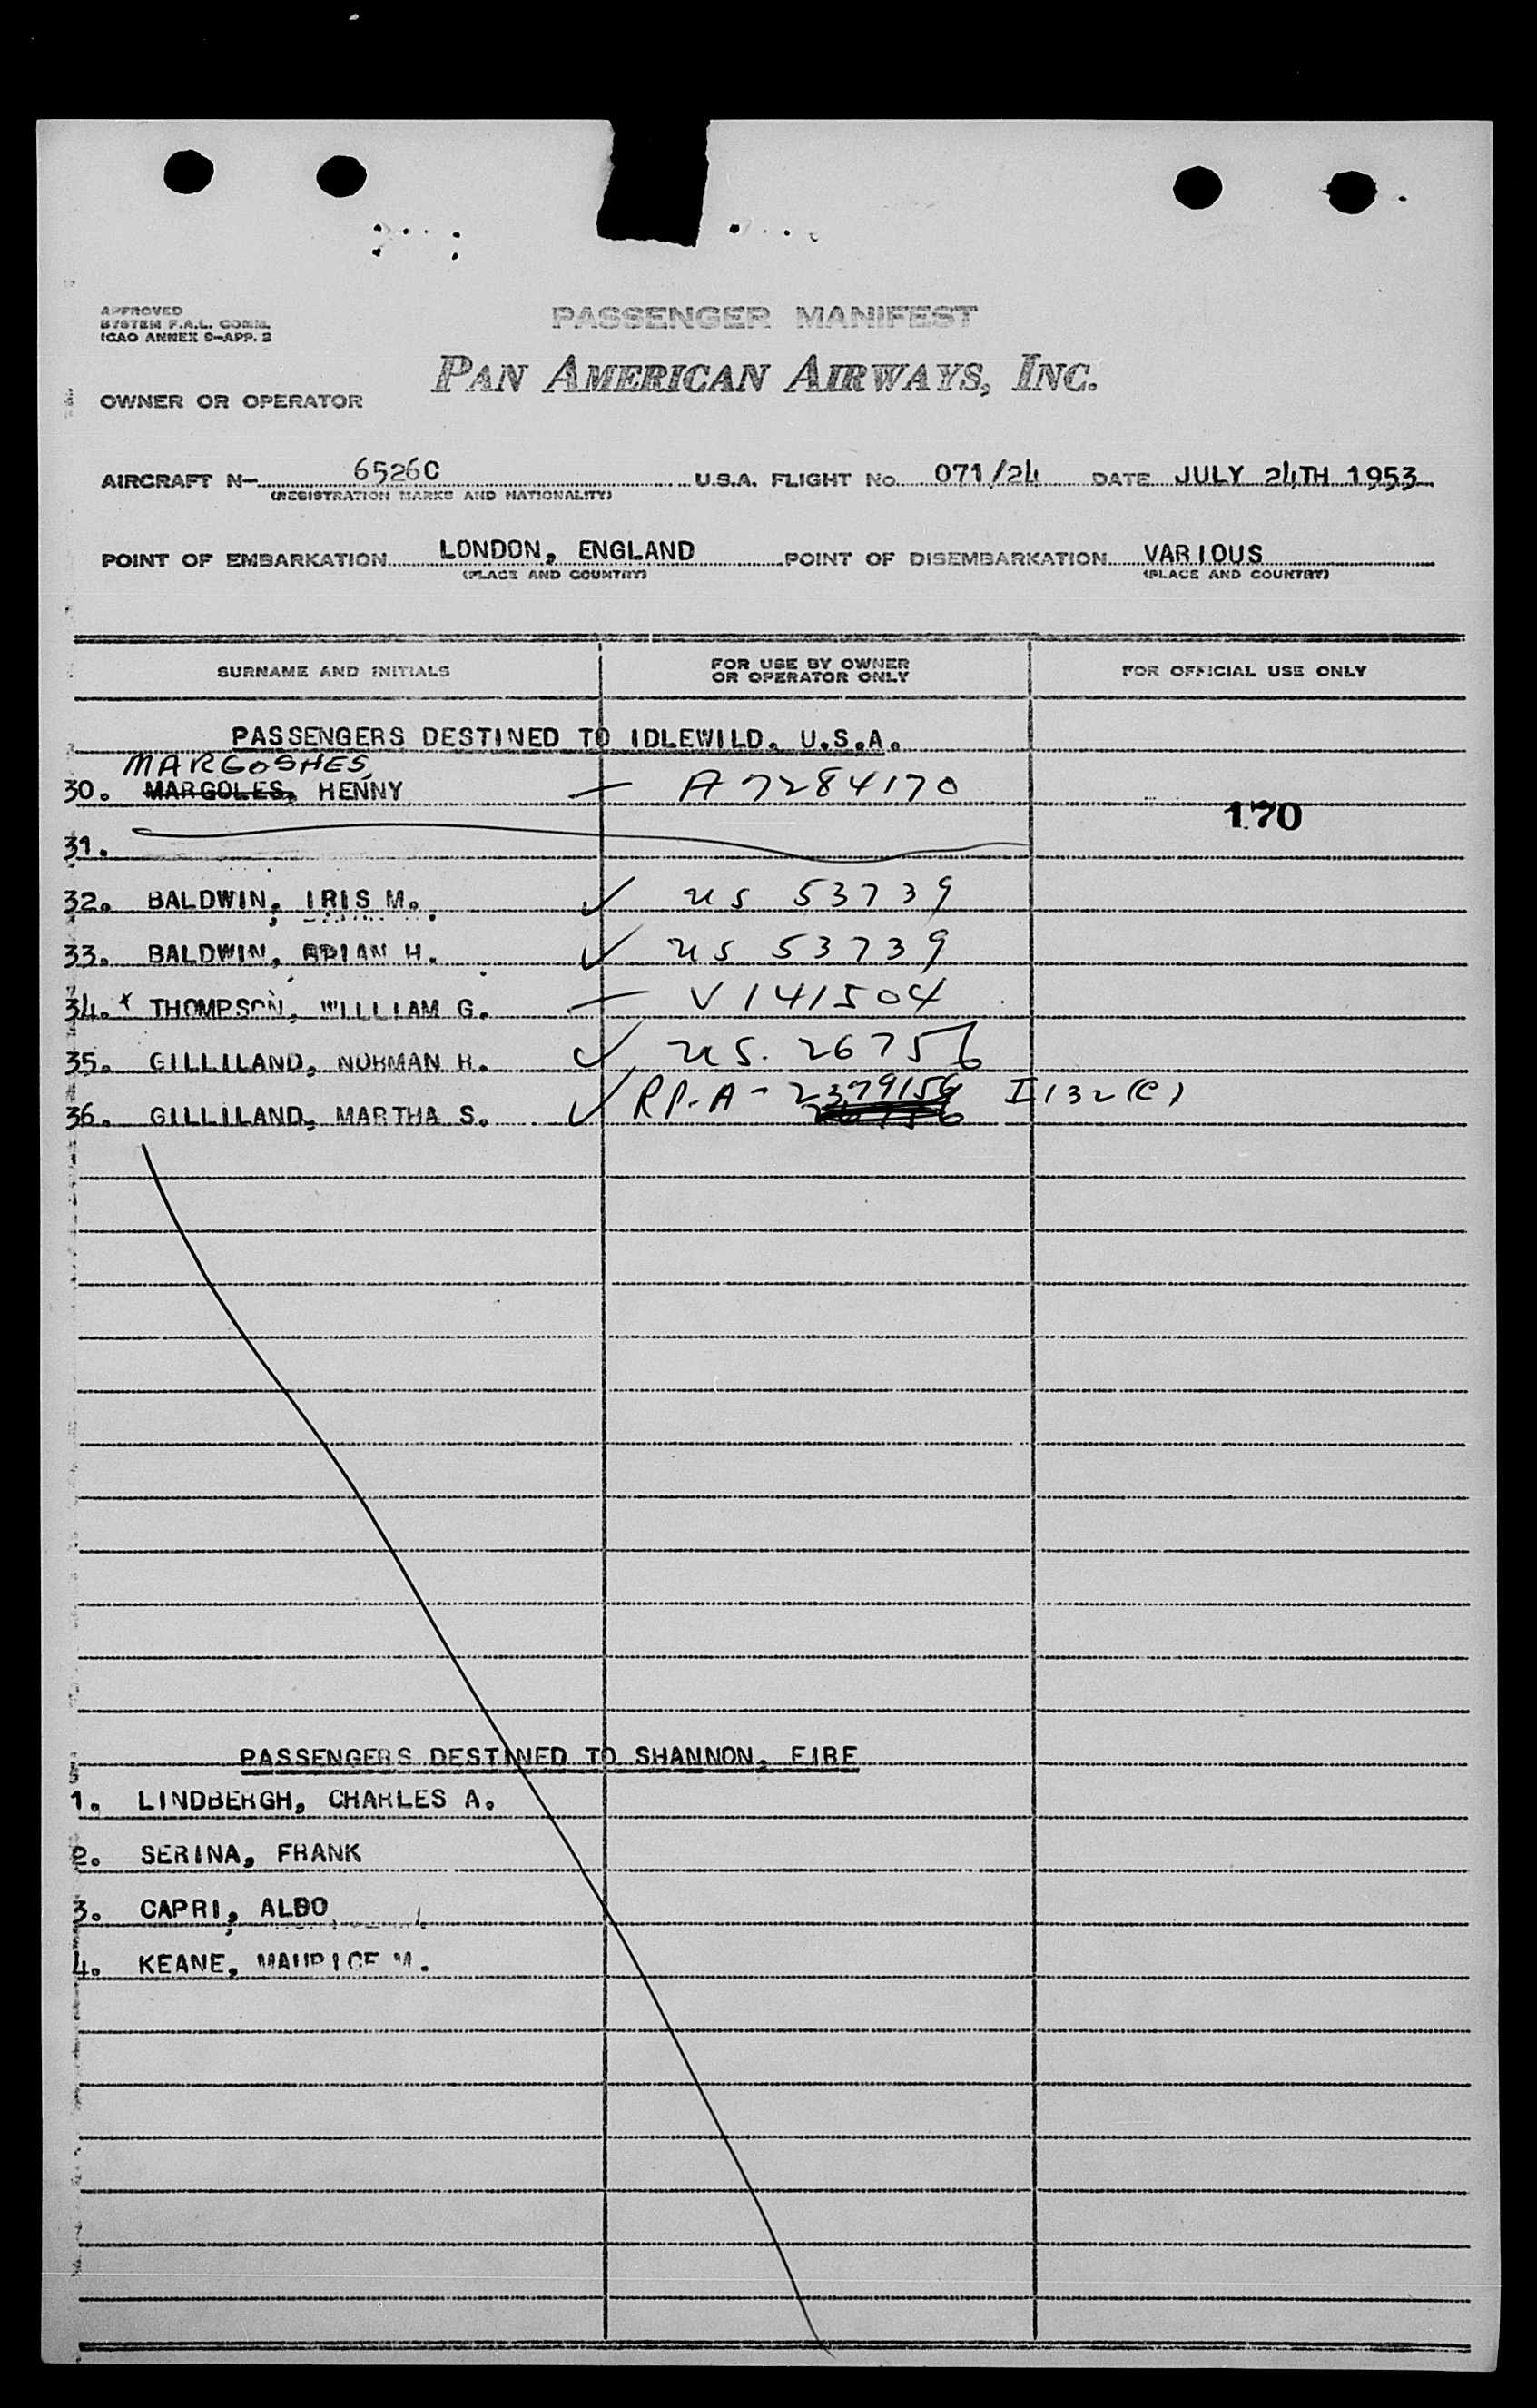 APPROVED
SYSTEM F.A.L. COMM.
ICAO ANNEX 9-APP. 2
PASSENGER MANIFEST
PAN AMERICAN AIRWAYS, INC.
OWNER OR OPERATOR
AIRCRAFT N- 6526C U.S.A. FLIGHT No. 071/24 DATE JULY 24TH 1953
(REGISTRATION MARKS AND NATIONALITY)
POINT OF EMBARKATION LONDON, ENGLAND POINT OF DISEMBARKATION VARIOUS
(PLACE AND COUNTRY) (PLACE AND COUNTRY)
SURNAME AND INITIALS FOR USE BY OWNER OR OPERATOR ONLY FOR OFFICIAL USE ONLY
PASSENGERS DESTINED TO IDLEWILD, U.S.A.
MARGOSHES,
30. MARGOLES, HENNY — A7284170
170
31.
32. BALDWIN, IRIS M. ✓ US 53739
33. BALDWIN, BRIAN H. ✓ US 53739
34. * THOMPSON, WILLIAM G. — V141504
35. GILLILAND, NORMAN R. ✓ US. 26756
36. GILLILAND, MARTHA S. ✓ RP.A-2379156 I132(c)
PASSENGERS DESTINED TO SHANNON, EIRE
1. LINDBERGH, CHARLES A.
2. SERINA, FRANK
3. CAPRI, ALDO
4. KEANE, MAURICE M.